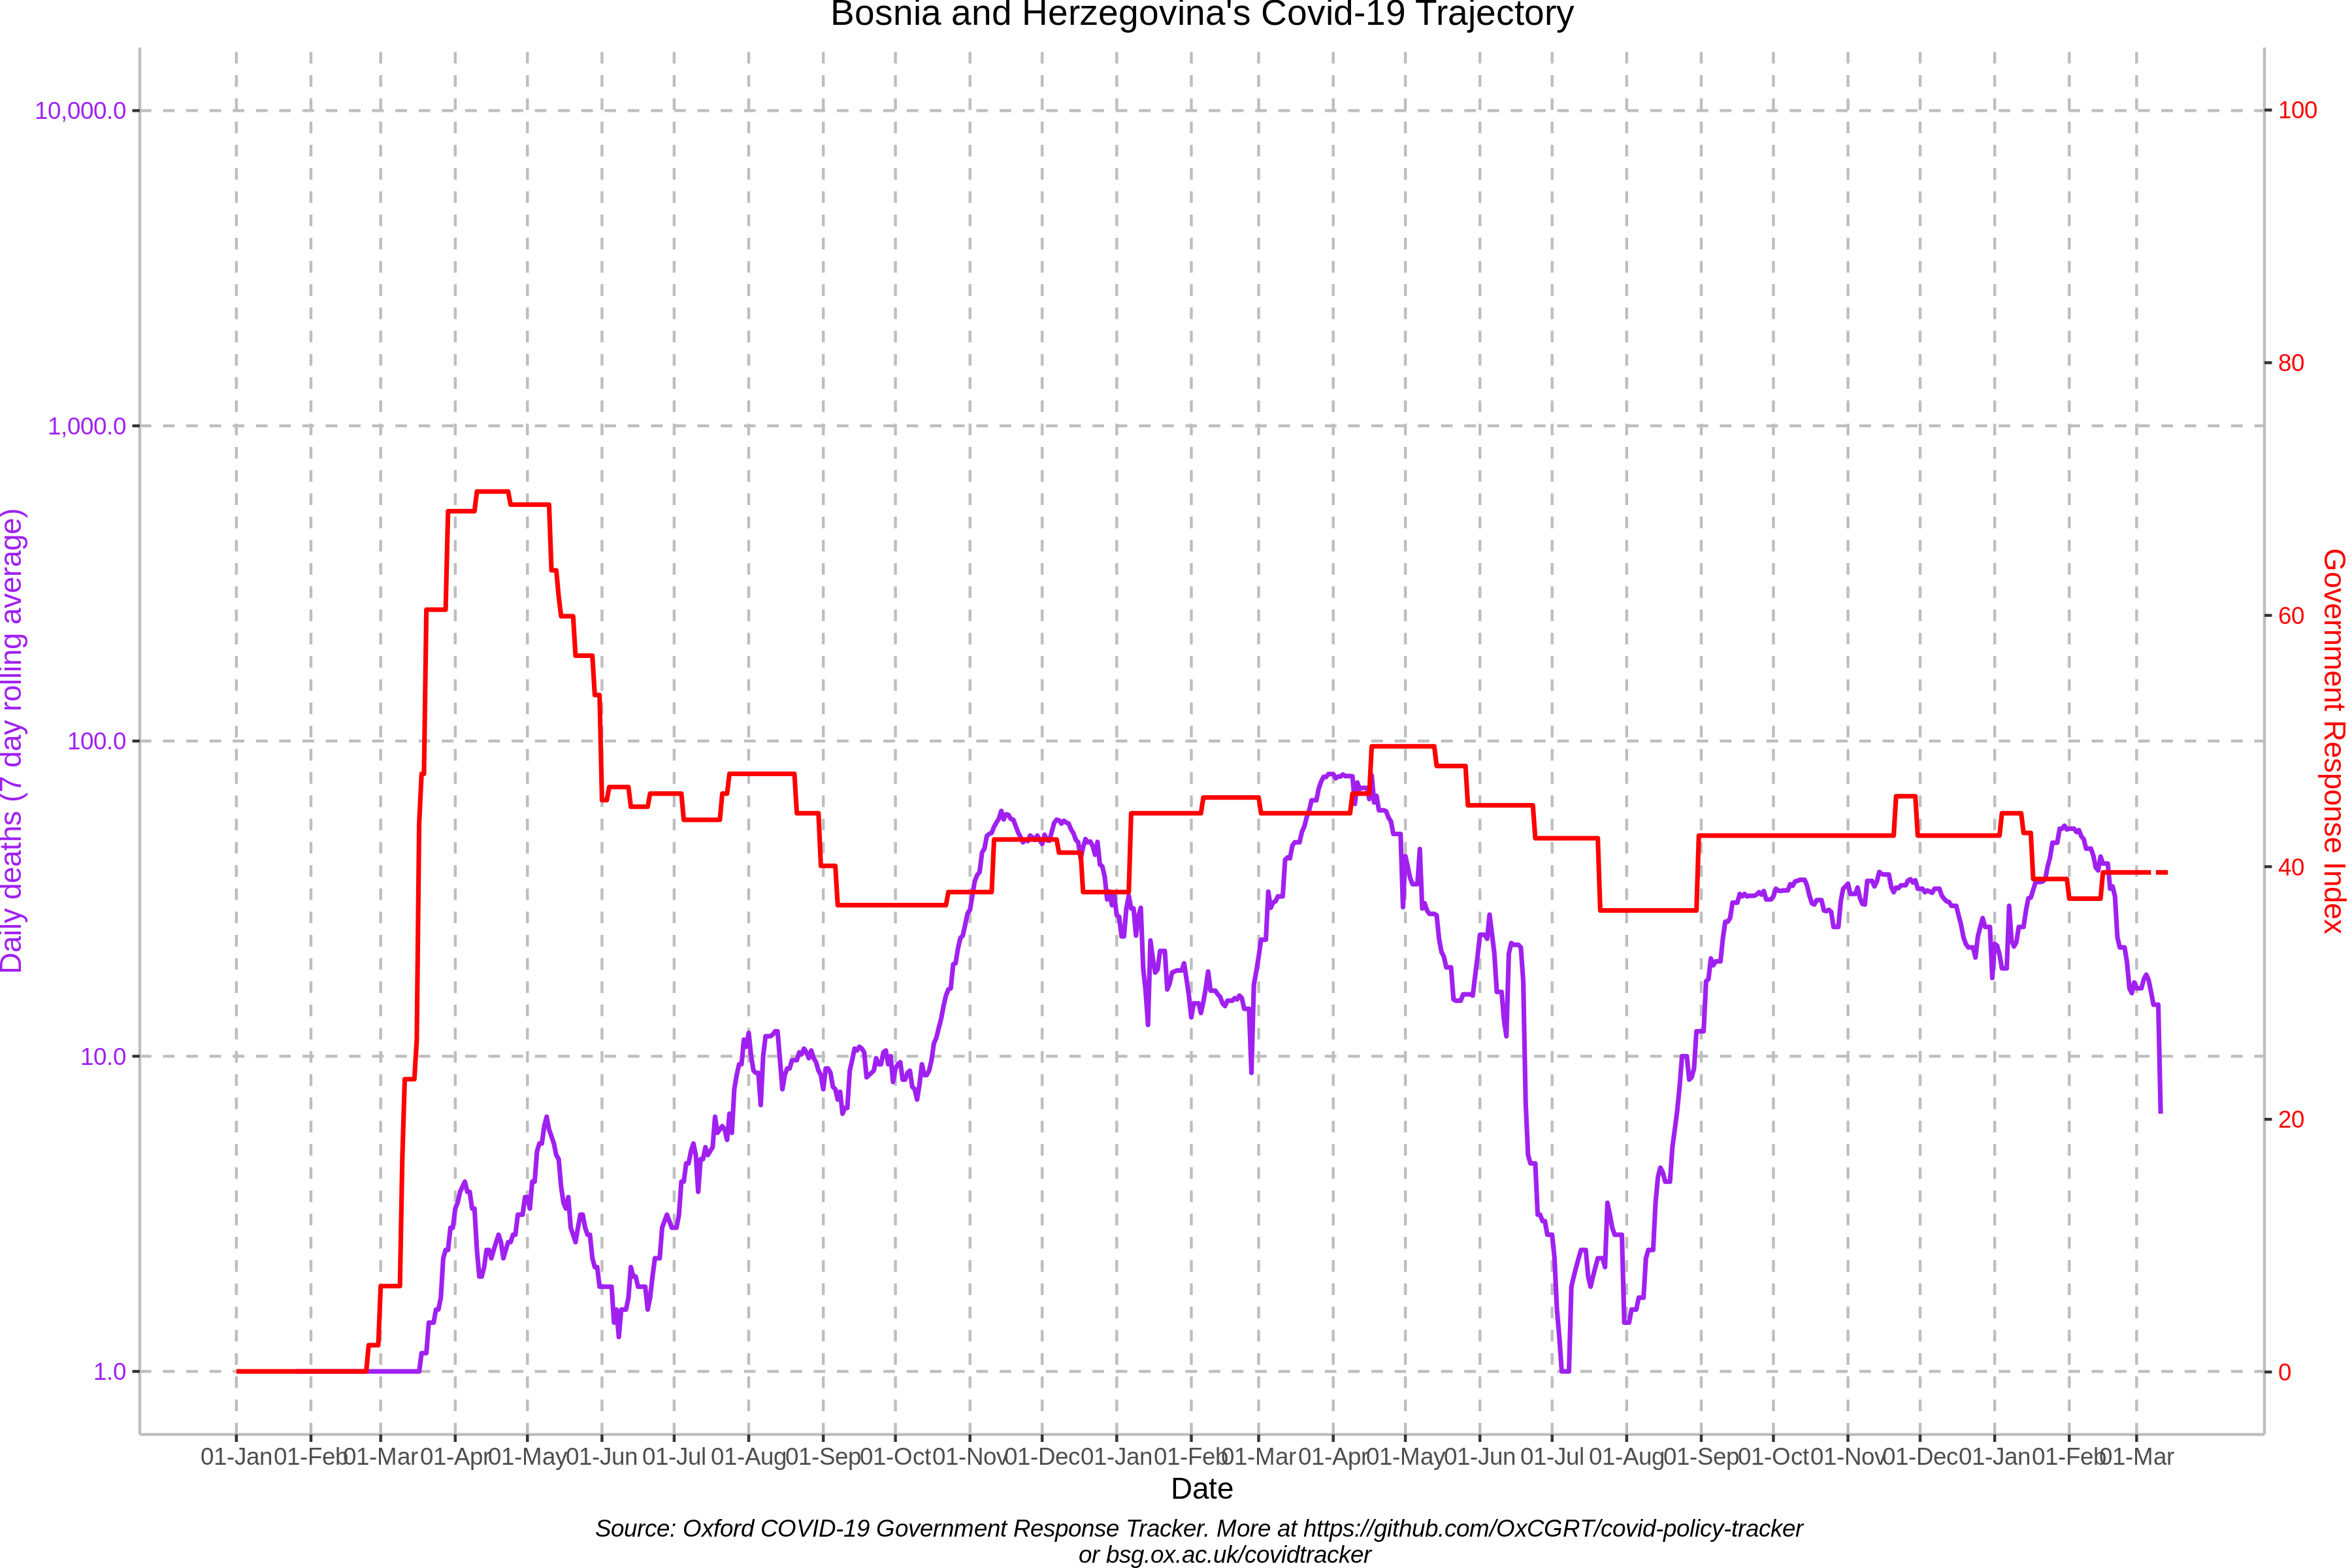 Bosnia and Herzegovina's Covid-19 Trajectory
Daily deaths (7 day rolling average)
10,000.0
1,000.0
100.0
10.0
1.0
100
80
60
40
20
0
Government Response Index
01-Jan 01-Feb 01-Mar 01-Apr 01-May 01-Jun 01-Jul 01-Aug 01-Sep 01-Oct 01-Nov 01-Dec 01-Jan 01-Feb 01-Mar 01-Apr 01-May 01-Jun 01-Jul 01-Aug 01-Sep 01-Oct 01-Nov 01-Dec 01-Jan 01-Feb 01-Mar
Date
Source: Oxford COVID-19 Government Response Tracker. More at https://github.com/OxCGRT/covid-policy-tracker
or bsg.ox.ac.uk/covidtracker